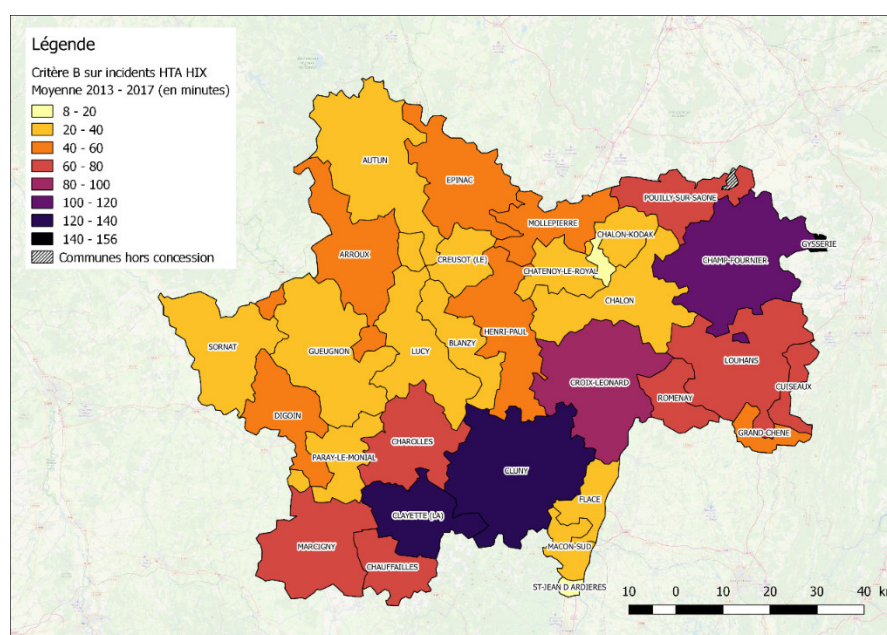 Légende
Critère B sur incidents HTA HIX
Moyenne 2013 - 2017 (en minutes)
8 - 20
20 - 40
40 - 60
60 - 80
80 - 100
100 - 120
120 - 140
140 - 156
Communes hors concession
AUTUN
EPINAC
POUILLY-SUR-SAONE
MOLLEPIERRE
CHALON-KODAK
GYSSERIE
ARROUX
CREUSOT (LE)
CHATENOY-LE-ROYAL
CHAMP-FOURNIER
CHALON
SORNAT
GUEUGNON
LUCY
BLANZY
HENRI-PAUL
LOUHANS
CROIX-LEONARD
CUISEAUX
ROMENAY
DIGOIN
GRAND-CHENE
CHAROLLES
PARAY-LE-MONIAL
CLUNY
FLACE
CLAYETTE (LA)
MARCIGNY
MACON-SUD
CHAUFFAILLES
ST-JEAN D ARDIERES
10 0 10 20 30 40 km